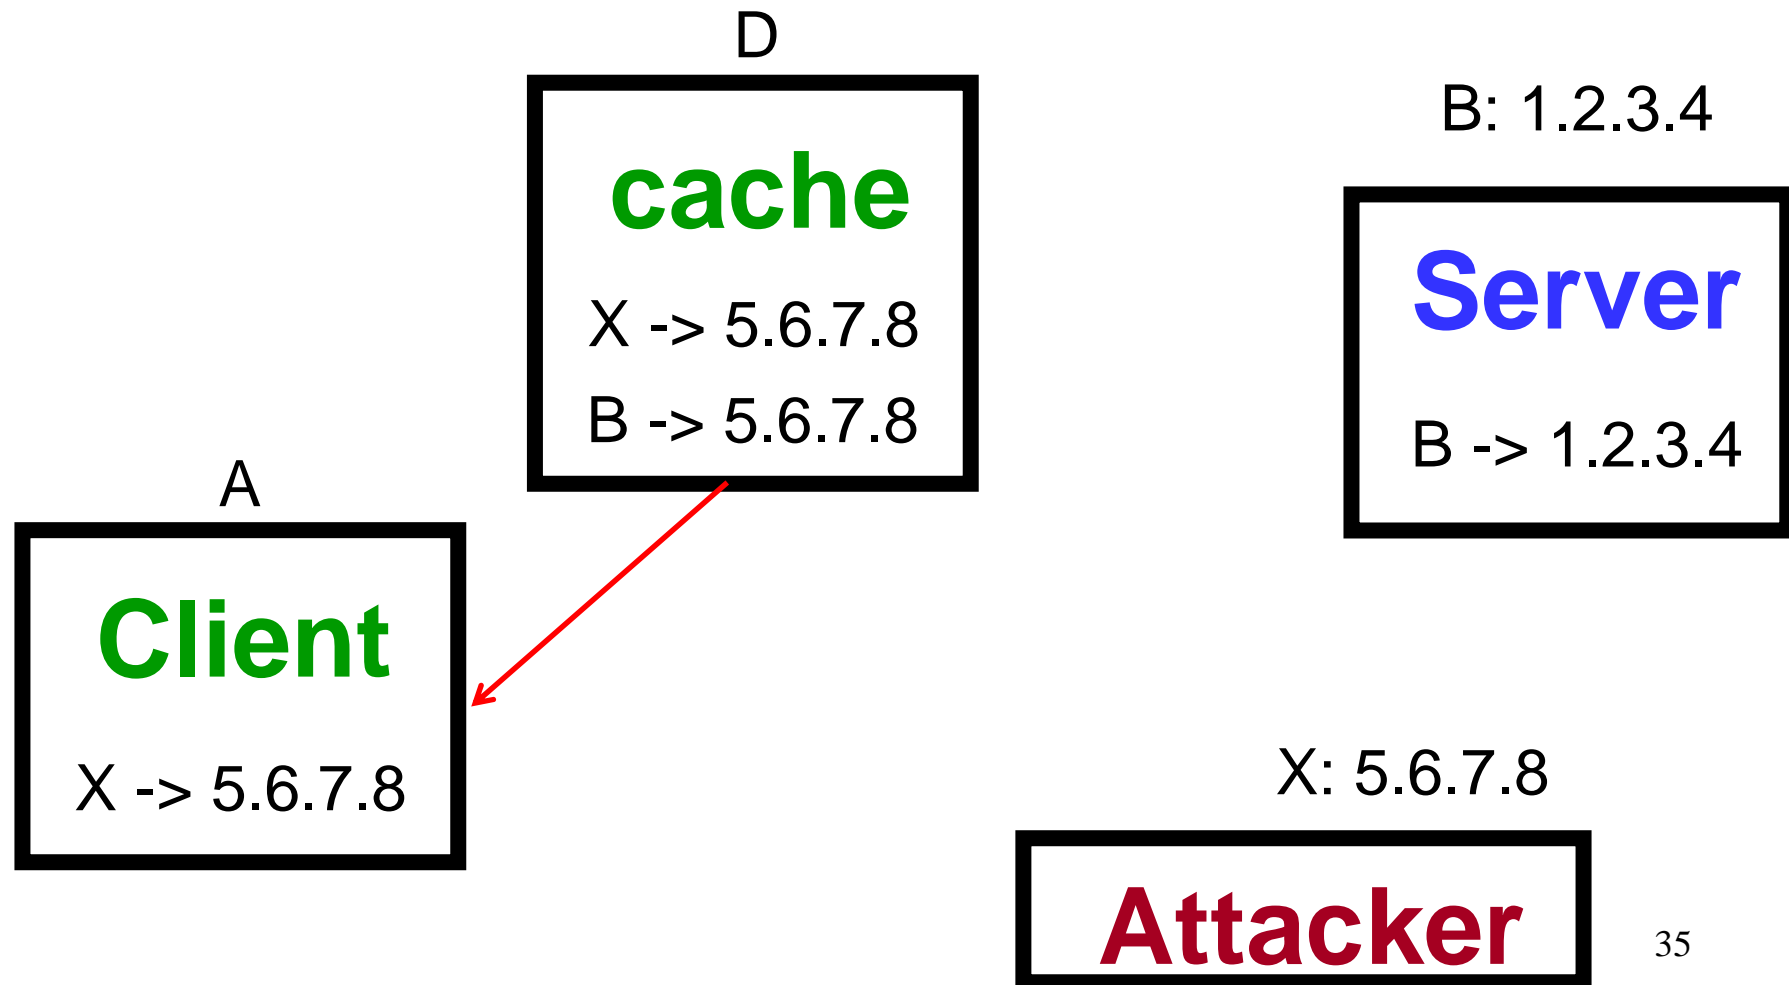 D
cache
X -> 5.6.7.8
B -> 5.6.7.8
B: 1.2.3.4
Server
B -> 1.2.3.4
A
Client
X -> 5.6.7.8
X: 5.6.7.8
Attacker
35